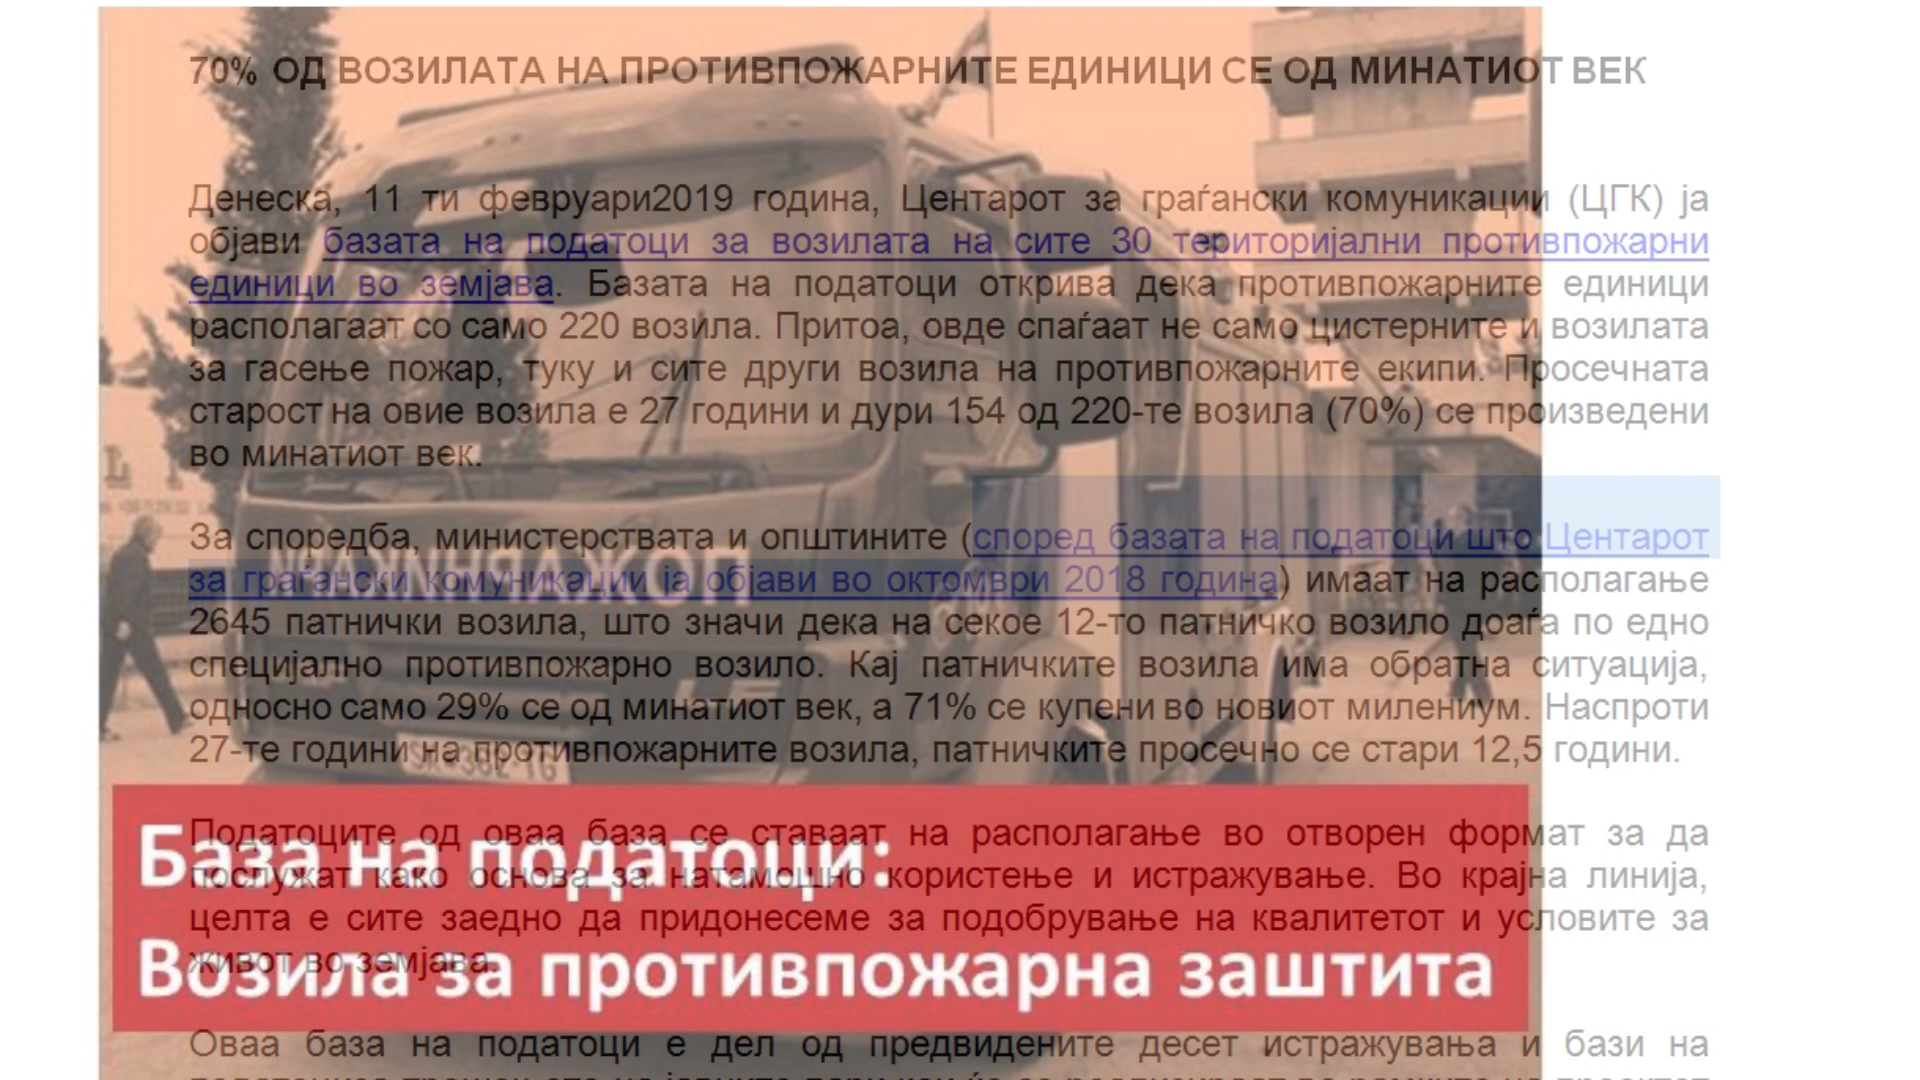 70% ОД ВОЗИЛАТА НА ПРОТИВПОЖАРНИТЕ ЕДИНИЦИ СЕ ОД МИНАТИОТ ВЕК
Денеска, 11 ти февруари2019 година, Центарот за граѓански комуникации (ЦГК) ја
објави базата на податоци за возилата на сите 30 територијални противпожарни
единици во земјава. Базата на податоци открива дека противпожарните единици
располагаат со само 220 возила. Притоа, овде спаѓаат не само цистерните и возилата
за гасење пожар, туку и сите други возила на противпожарните екипи. Просечната
старост на овие возила е 27 години и дури 154 од 220-те возила (70%) се произведени
во минатиот век.
За споредба, министерствата и општините (според базата на податоци што Центарот
за граѓански комуникации ја објави во октомври 2018 година) имаат на располагање
2645 патнички возила, што значи дека на секое 12-то патничко возило доаѓа по едно
специјално противпожарно возило. Кај патничките возила има обратна ситуација,
односно само 29% се од минатиот век, а 71% се купени во новиот милениум. Наспроти
27-те години на противпожарните возила, патничките просечно се стари 12,5 години.
Податоците од оваа база се ставаат на располагање во отворен формат за да
послужат како основа за натамошно користење и истражување. Во крајна линија,
целта е сите заедно да придонесеме за подобрување на квалитетот и условите за
живот во земјава.
База на податоци:
Возила за противпожарна заштита
Оваа база на податоци е дел од предвидените десет истражувања и бази на